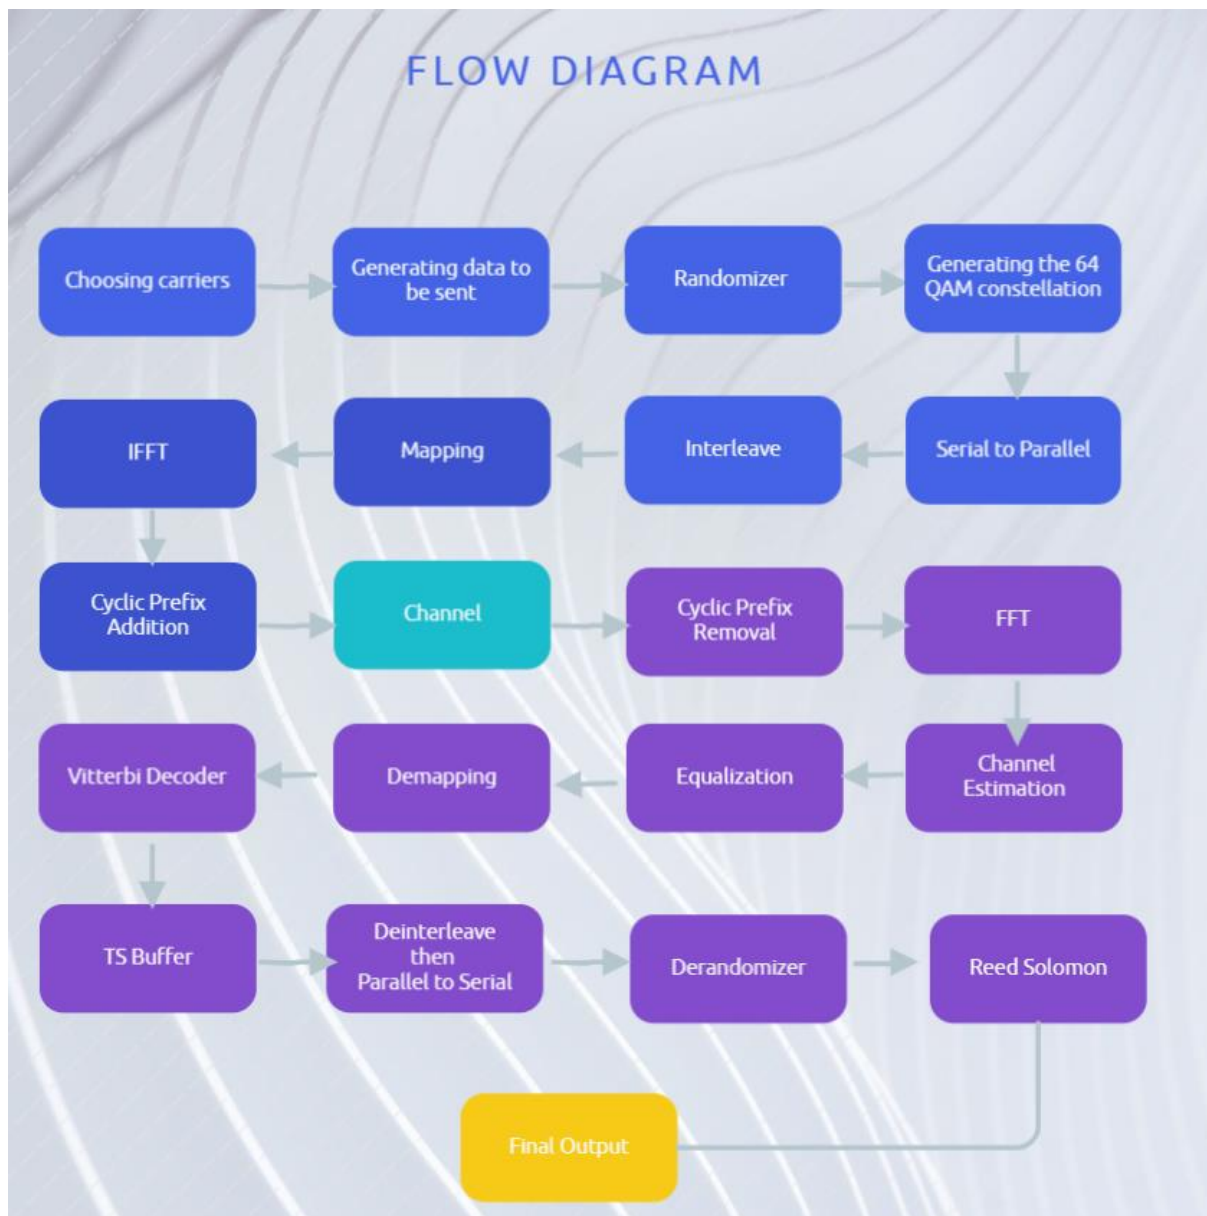 FLOW DIAGRAM
Choosing carriers
Generating data to
be sent
Randomizer
Generating the 64
QAM constellation
IFFT
Mapping
Interleave
Serial to Parallel
Cyclic Prefix
Addition
Channel
Cyclic Prefix
Removal
FFT
Vitterbi Decoder
Demapping
Equalization
Channel
Estimation
TS Buffer
Deinterleave
then
Parallel to Serial
Derandomizer
Reed Solomon
Final Output